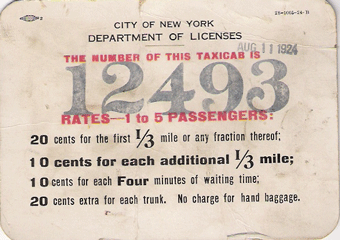 CITY OF NEW YORK
DEPARTMENT OF LICENSES
AUG 11 1924
THE NUMBER OF THIS TAXICAB IS
12493
RATES—1 to 5 PASSENGERS:
20 cents for the first 1/3 mile or any fraction thereof;
10 cents for each additional 1/3 mile;
10 cents for each Four minutes of waiting time;
20 cents extra for each trunk. No charge for hand baggage.